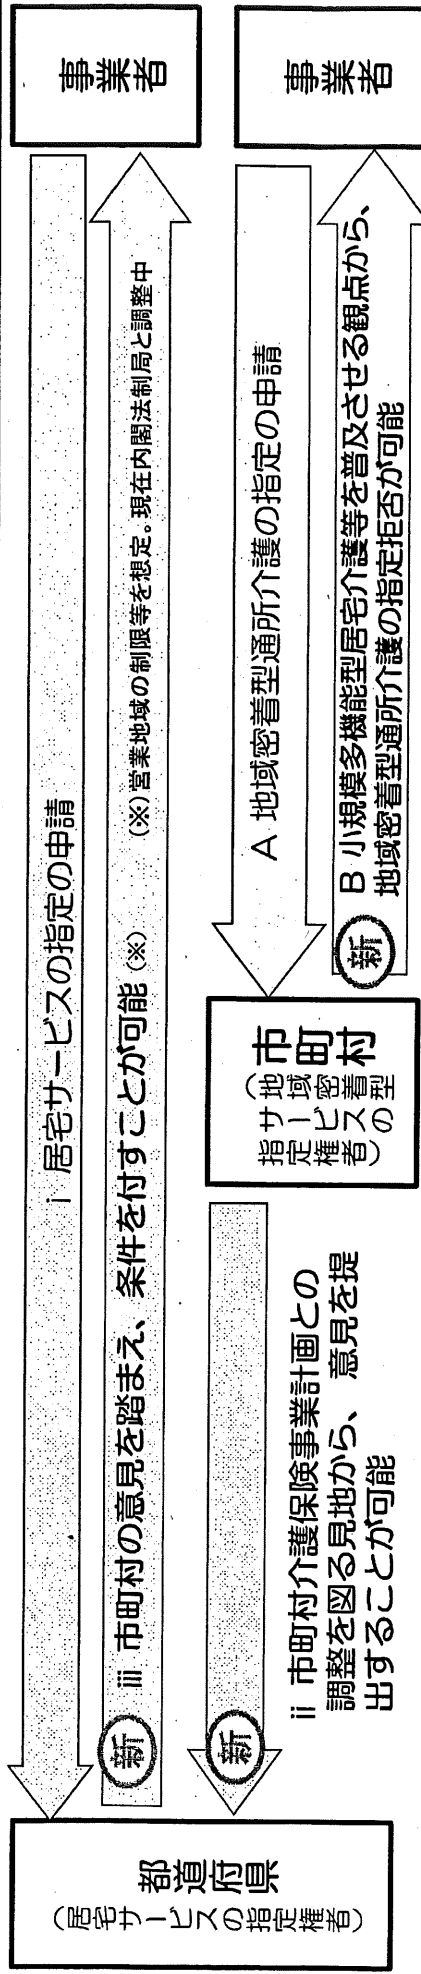 都道府県
（居宅サービスの指定権者）
i 居宅サービスの指定の申請
事業者
新
iii 市町村の意見を踏まえ、条件を付すことが可能（※）
（※）営業地域の制限等を想定。現在内閣法制局と調整中
新
ii 市町村介護保険事業計画との
調整を図る見地から、意見を提
出することが可能
市町村
（地域密着型
サービスの
指定権者）
A 地域密着型通所介護の指定の申請
事業者
新
B 小規模多機能型居宅介護等を普及させる観点から、
地域密着型通所介護の指定拒否が可能